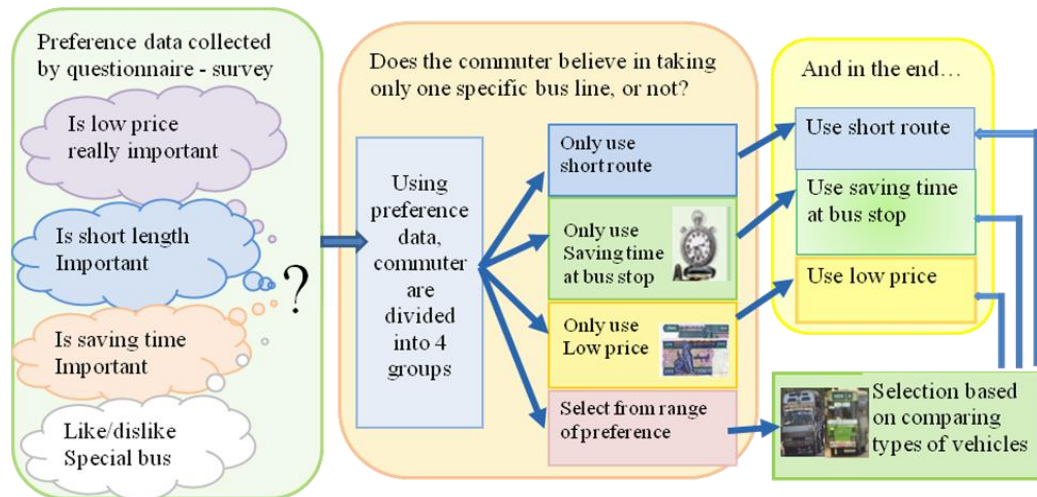 Preference data collected
by questionnaire - survey
Is low price
really important
Is short length
Important
?
Is saving time
Important
Like/dislike
Special bus
Does the commuter believe in taking
only one specific bus line, or not?
Using
preference
data,
commuter
are
divided
into 4
groups
Only use
short route
Only use
Saving time
at bus stop
Only use
Low price
Select from range
of preference
And in the end…
Use short route
Use saving time
at bus stop
Use low price
Selection based
on comparing
types of vehicles